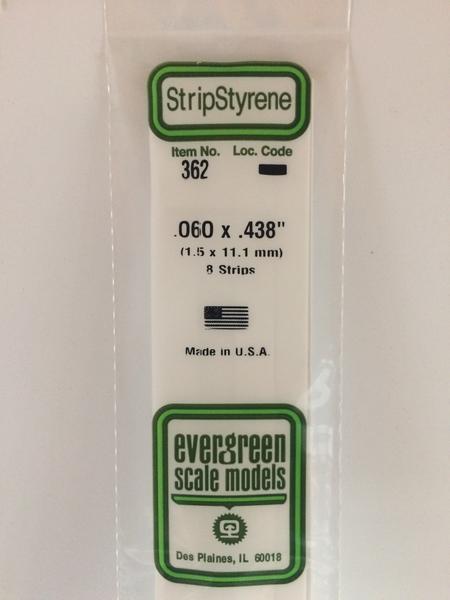 StripStyrene
Item No. Loc. Code
362
.060 x .438"
(1.5 x 11.1 mm)
8 Strips
Made in U.S.A.
evergreen
scale models
Des Plaines, IL 60018